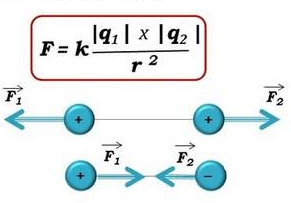 F = k |q₁| x |q₂| / r²
F₁ + + F₂
+ F₁ F₂ −